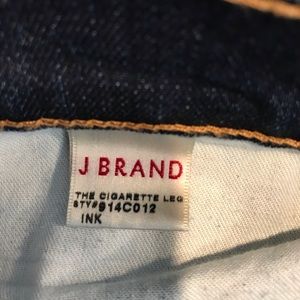 J BRAND
THE CIGARETTE LEG
STY#914C012
INK